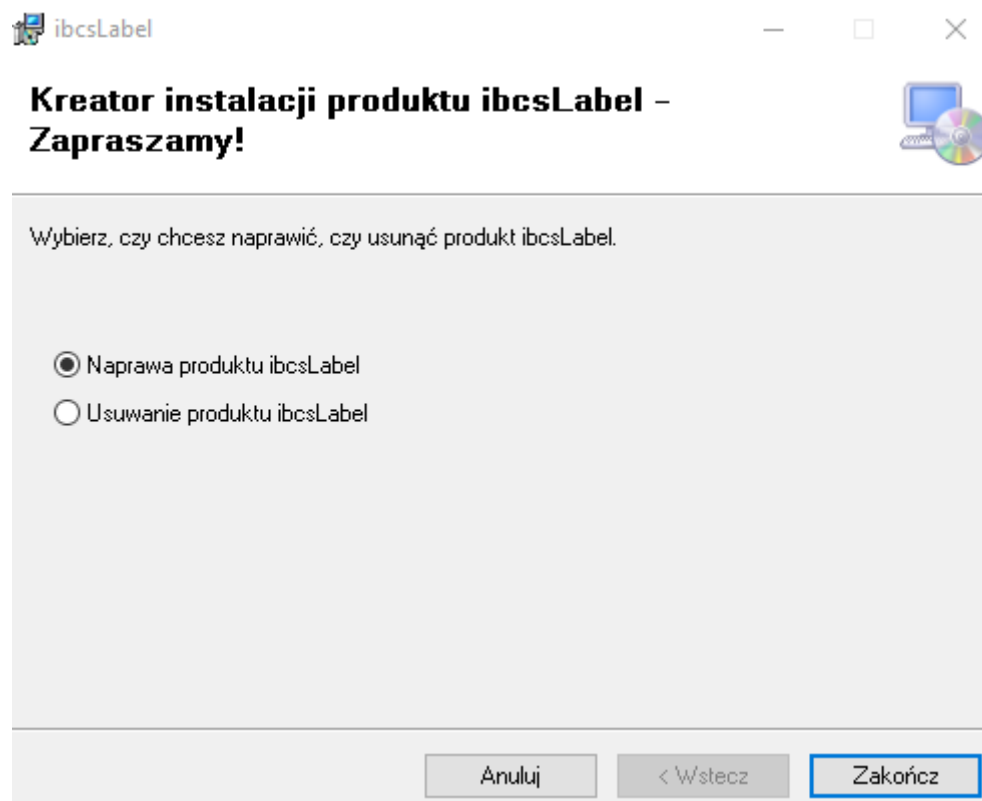 ibcsLabel
Kreator instalacji produktu ibcsLabel –
Zapraszamy!
Wybierz, czy chcesz naprawić, czy usunąć produkt ibcsLabel.
Naprawa produktu ibcsLabel
Usuwanie produktu ibcsLabel
Anuluj
< Wstecz
Zakończ